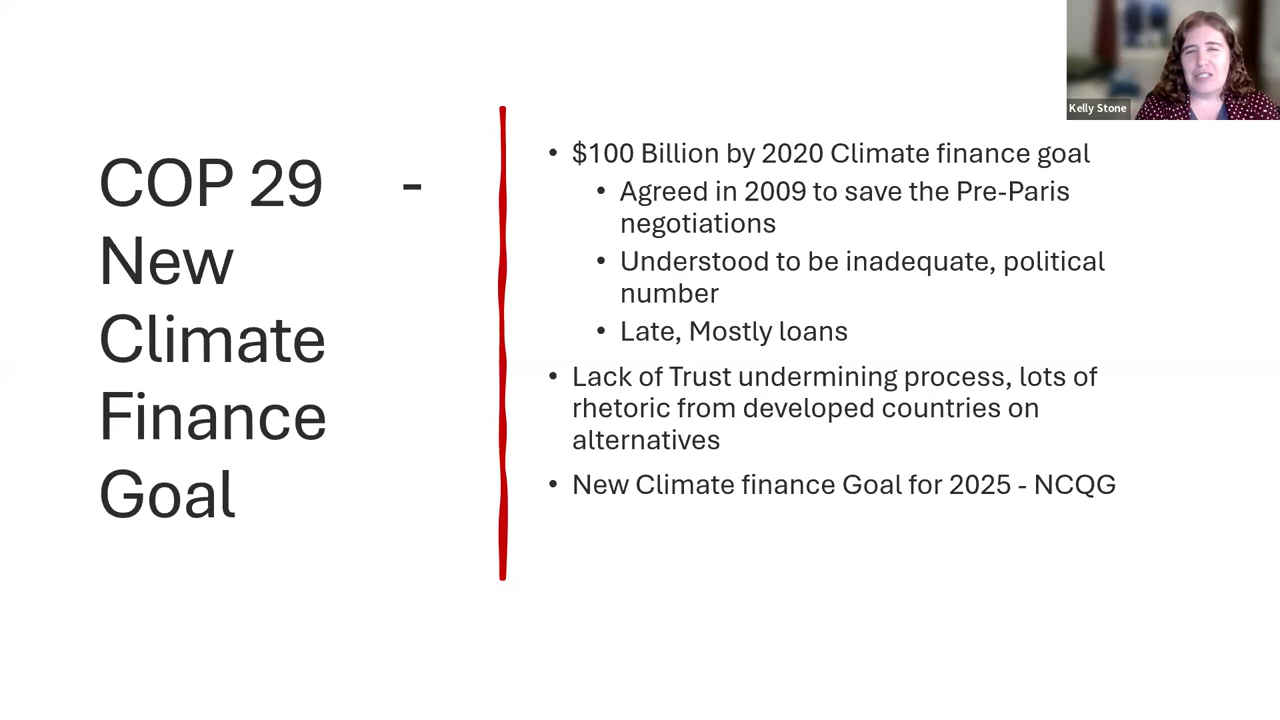 COP 29 -
New
Climate
Finance
Goal
• $100 Billion by 2020 Climate finance goal
• Agreed in 2009 to save the Pre-Paris
negotiations
• Understood to be inadequate, political
number
• Late, Mostly loans
• Lack of Trust undermining process, lots of
rhetoric from developed countries on
alternatives
• New Climate finance Goal for 2025 - NCQG
Kelly Stone